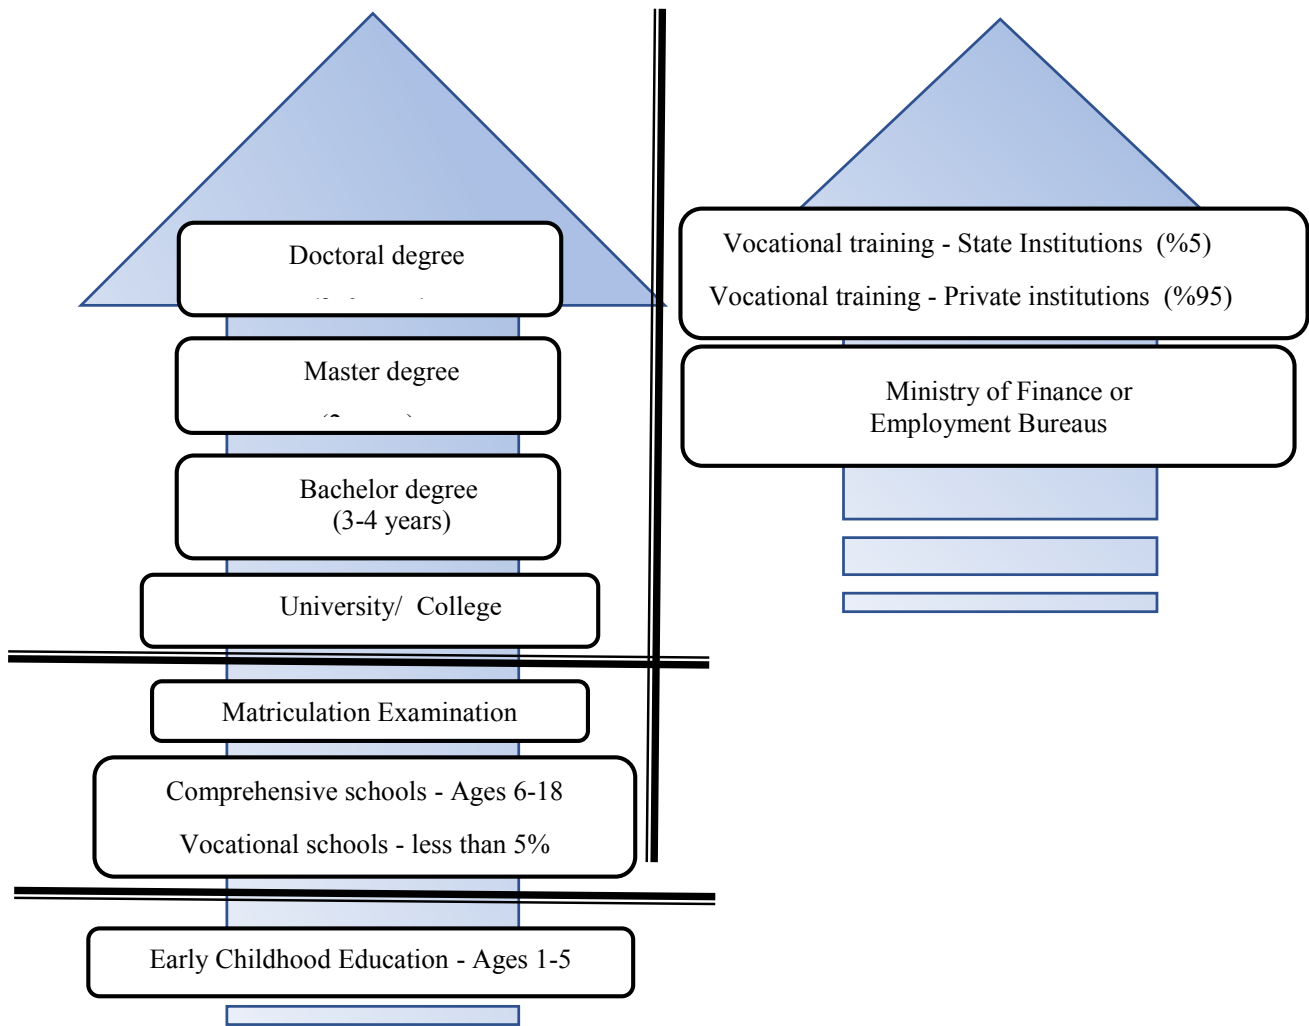 Doctoral degree
Master degree
Bachelor degree
(3-4 years)
University/ College
Matriculation Examination
Comprehensive schools - Ages 6-18
Vocational schools - less than 5%
Early Childhood Education - Ages 1-5
Vocational training - State Institutions (%5)
Vocational training - Private institutions (%95)
Ministry of Finance or
Employment Bureaus